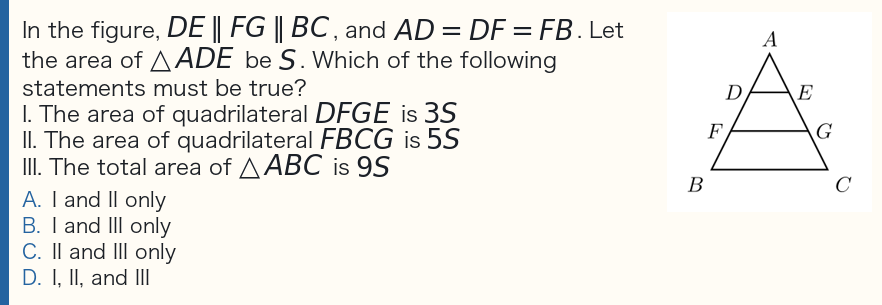 In the figure, DE ∥ FG ∥ BC, and AD = DF = FB. Let
the area of △ADE be S. Which of the following
statements must be true?
I. The area of quadrilateral DFGE is 3S
II. The area of quadrilateral FBCG is 5S
III. The total area of △ABC is 9S
A. I and II only
B. I and III only
C. II and III only
D. I, II, and III
A
D E
F G
B C